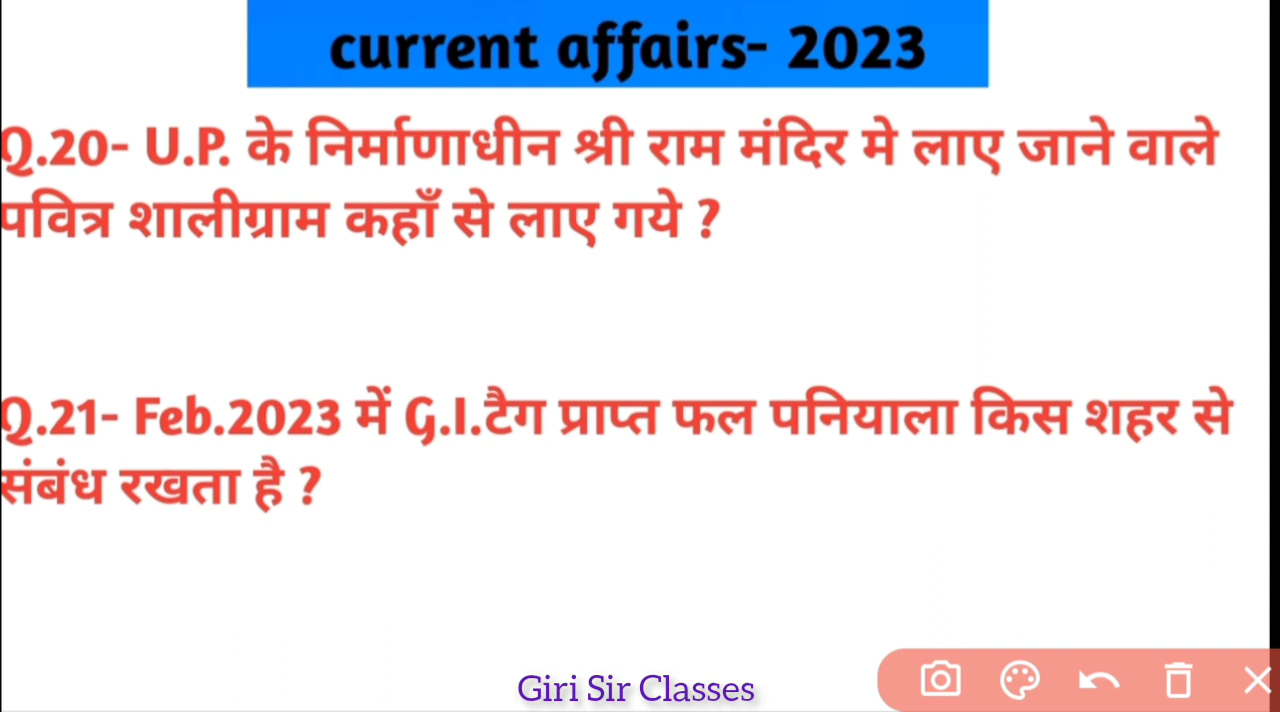 current affairs- 2023
Q.20- U.P. के निर्माणाधीन श्री राम मंदिर मे लाए जाने वाले
पवित्र शालीग्राम कहाँ से लाए गये ?
Q.21- Feb.2023 में G.I.टैग प्राप्त फल पनियाला किस शहर से
संबंध रखता है ?
Giri Sir Classes